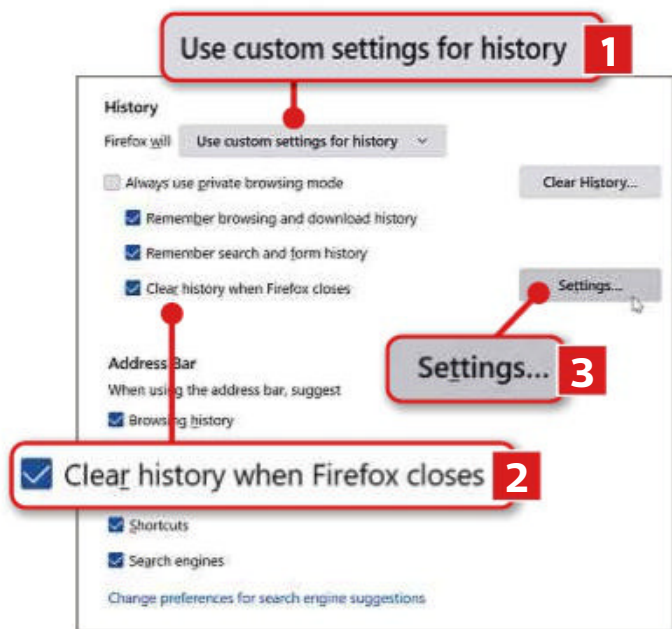 Use custom settings for history 1
History
Firefox will Use custom settings for history
Always use private browsing mode Clear History...
Remember browsing and download history
Remember search and form history
Clear history when Firefox closes Settings...
Settings... 3
Address Bar
When using the address bar, suggest
Browsing history
Clear history when Firefox closes 2
Shortcuts
Search engines
Change preferences for search engine suggestions